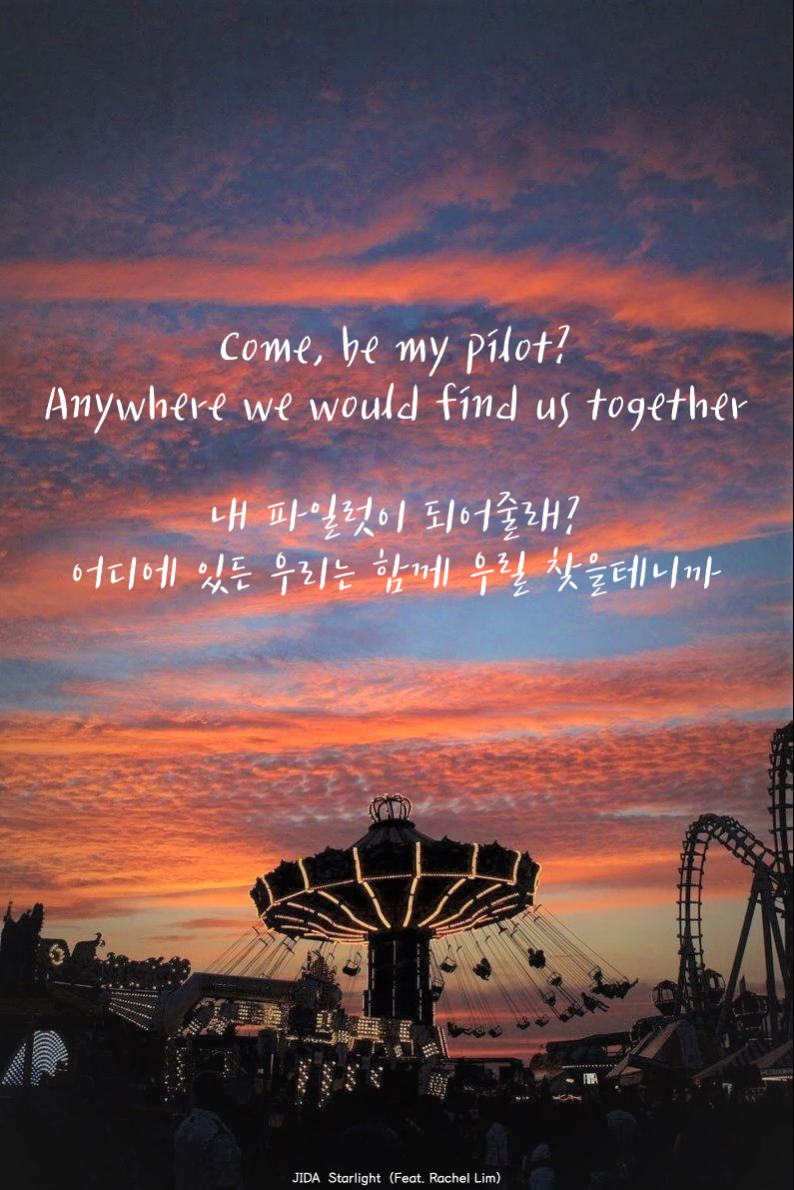 Come, be my pilot?
Anywhere we would find us together
내 파일럿이 되어줄래?
어디에 있든 우리는 함께 우릴 찾을테니까
JIDA Starlight (Feat. Rachel Lim)